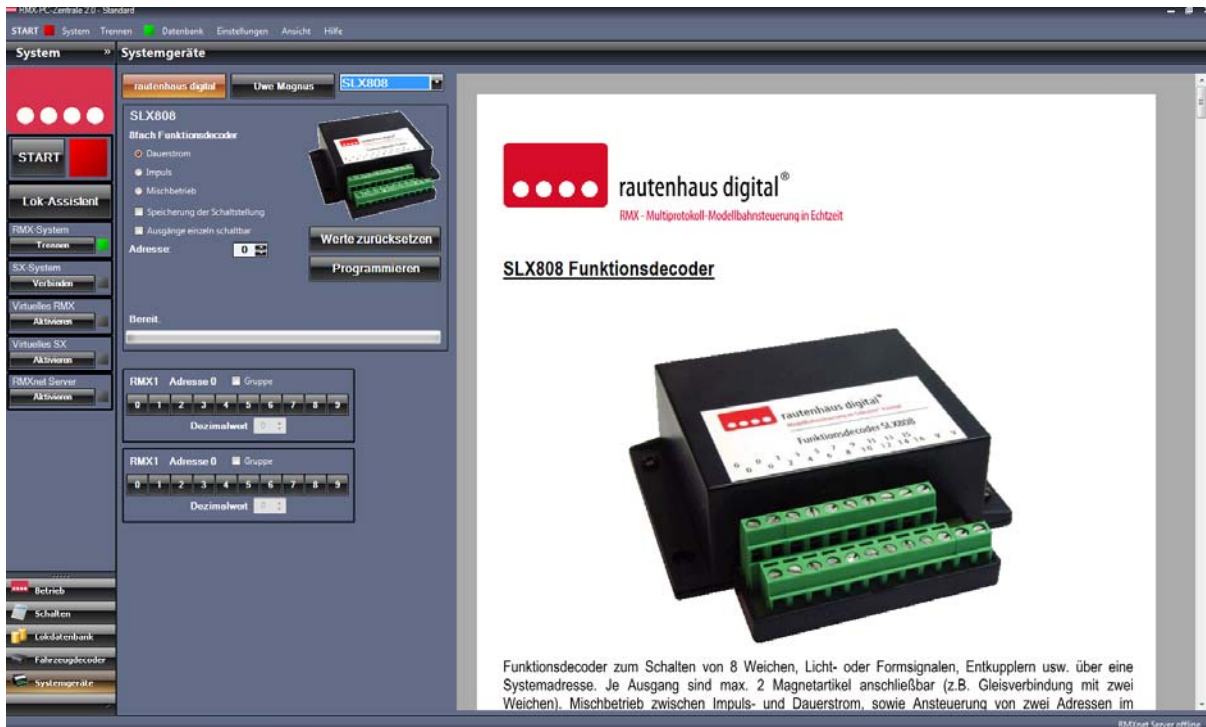 RMX-PC-Zentrale 2.0 - Standard
START System Trennen Datenbank Einstellungen Ansicht Hilfe
System »
Systemgeräte
START
Lok-Assistent
RMX-System
Trennen
SX-System
Verbinden
Virtuelles RMX
Aktivieren
Virtuelles SX
Aktivieren
RMXnet Server
Aktivieren
Betrieb
Schalten
Lokdatenbank
Fahrzeugdecoder
Systemgeräte
rautenhaus digital Uwe Magnus SLX808
SLX808
8fach Funktionsdecoder
Dauerstrom
Impuls
Mischbetrieb
Speicherung der Schaltstellung
Ausgänge einzeln schaltbar
Adresse: 0
Werte zurücksetzen
Programmieren
Bereit.
RMX1 Adresse 0 Gruppe
0 1 2 3 4 5 6 7 8 9
Dezimalwert 0
RMX1 Adresse 0 Gruppe
0 1 2 3 4 5 6 7 8 9
Dezimalwert 0
rautenhaus digital®
RMX - Multiprotokoll-Modellbahnsteuerung in Echtzeit
SLX808 Funktionsdecoder
rautenhaus digital®
Funktionsdecoder SLX808
Funktionsdecoder zum Schalten von 8 Weichen, Licht- oder Formsignalen, Entkupplern usw. über eine
Systemadresse. Je Ausgang sind max. 2 Magnetartikel anschließbar (z.B. Gleisverbindung mit zwei
Weichen). Mischbetrieb zwischen Impuls- und Dauerstrom, sowie Ansteuerung von zwei Adressen im
RMXnet Server offline